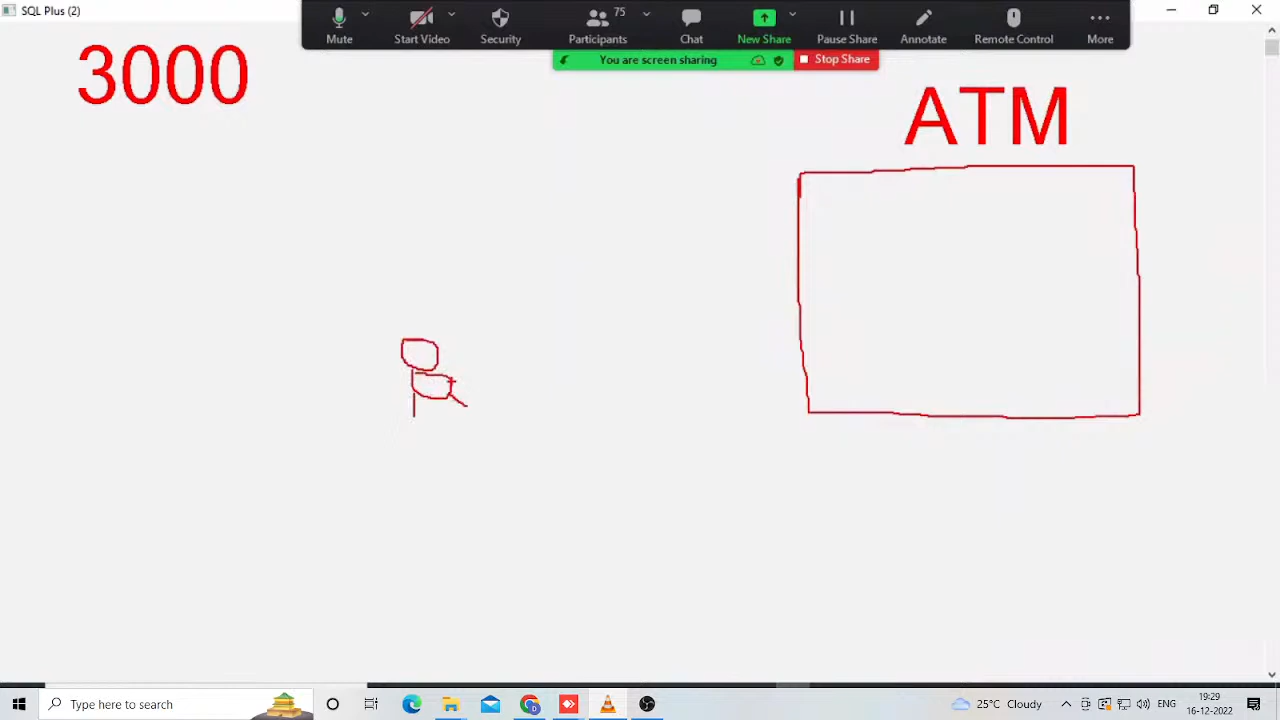 SQL Plus (2)
75
Mute Start Video Security Participants Chat New Share Pause Share Annotate Remote Control More
You are screen sharing Stop Share
3000
ATM
Type here to search
25°C Cloudy
ENG
19:29
16-12-2022